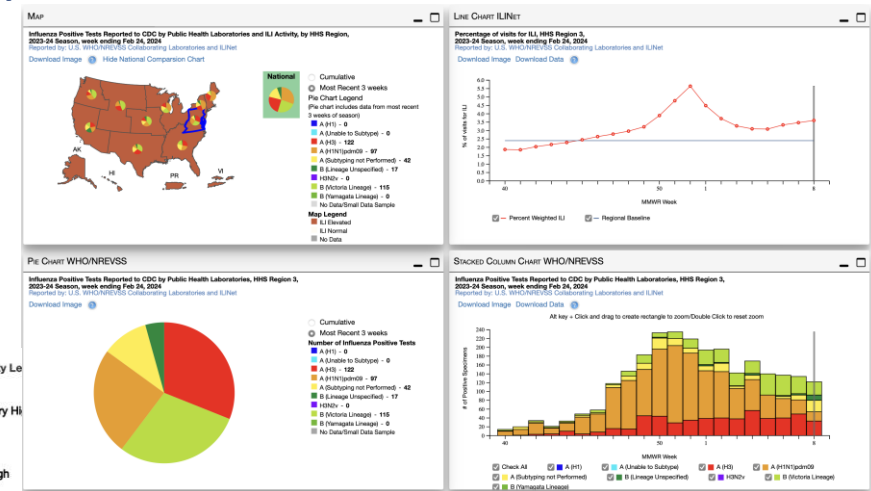 MAP
Influenza Positive Tests Reported to CDC by Public Health Laboratories and ILI Activity, by HHS Region,
2023-24 Season, week ending Feb 24, 2024
Reported by: U.S. WHO/NREVSS Collaborating Laboratories and ILINet
Download Image Hide National Comparsion Chart
National
Cumulative
Most Recent 3 weeks
Pie Chart Legend
(Pie chart includes data from most recent
3 weeks of season)
A (H1) - 0
A (Unable to Subtype) - 0
A (H3) - 122
A (H1N1)pdm09 - 97
A (Subtyping not Performed) - 42
B (Lineage Unspecified) - 17
H3N2v - 0
B (Victoria Lineage) - 115
B (Yamagata Lineage) - 0
No Data/Small Data Sample
Map Legend
ILI Elevated
ILI Normal
No Data
AK
HI
PR
VI
LINE CHART ILINET
Percentage of visits for ILI, HHS Region 3,
2023-24 Season, week ending Feb 24, 2024
Reported by: U.S. WHO/NREVSS Collaborating Laboratories and ILINet
Download Image Download Data
% of visits for ILI
6.0
5.5
5.0
4.5
4.0
3.5
3.0
2.5
2.0
1.5
1.0
0.5
0.0
40
50
1
8
MMWR Week
Percent Weighted ILI
Regional Baseline
PIE CHART WHO/NREVSS
Influenza Positive Tests Reported to CDC by Public Health Laboratories, HHS Region 3,
2023-24 Season, week ending Feb 24, 2024
Reported by: U.S. WHO/NREVSS Collaborating Laboratories and ILINet
Download Image
Cumulative
Most Recent 3 weeks
Number of Influenza Positive Tests
A (H1) - 0
A (Unable to Subtype) - 0
A (H3) - 122
A (H1N1)pdm09 - 97
A (Subtyping not Performed) - 42
B (Lineage Unspecified) - 17
H3N2v - 0
B (Victoria Lineage) - 115
B (Yamagata Lineage) - 0
No Data/Small Data Sample
STACKED COLUMN CHART WHO/NREVSS
Influenza Positive Tests Reported to CDC by Public Health Laboratories, HHS Region 3,
2023-24 Season, week ending Feb 24, 2024
Reported by: U.S. WHO/NREVSS Collaborating Laboratories and ILINet
Download Image Download Data
Alt key + Click and drag to create rectangle to zoom/Double Click to reset zoom
# of Positive Specimens
240
220
200
180
160
140
120
100
80
60
40
20
0
40
50
1
8
MMWR Week
Check All
A (H1)
A (Unable to Subtype)
A (H3)
A (H1N1)pdm09
A (Subtyping not Performed)
B (Lineage Unspecified)
H3N2v
B (Victoria Lineage)
B (Yamagata Lineage)